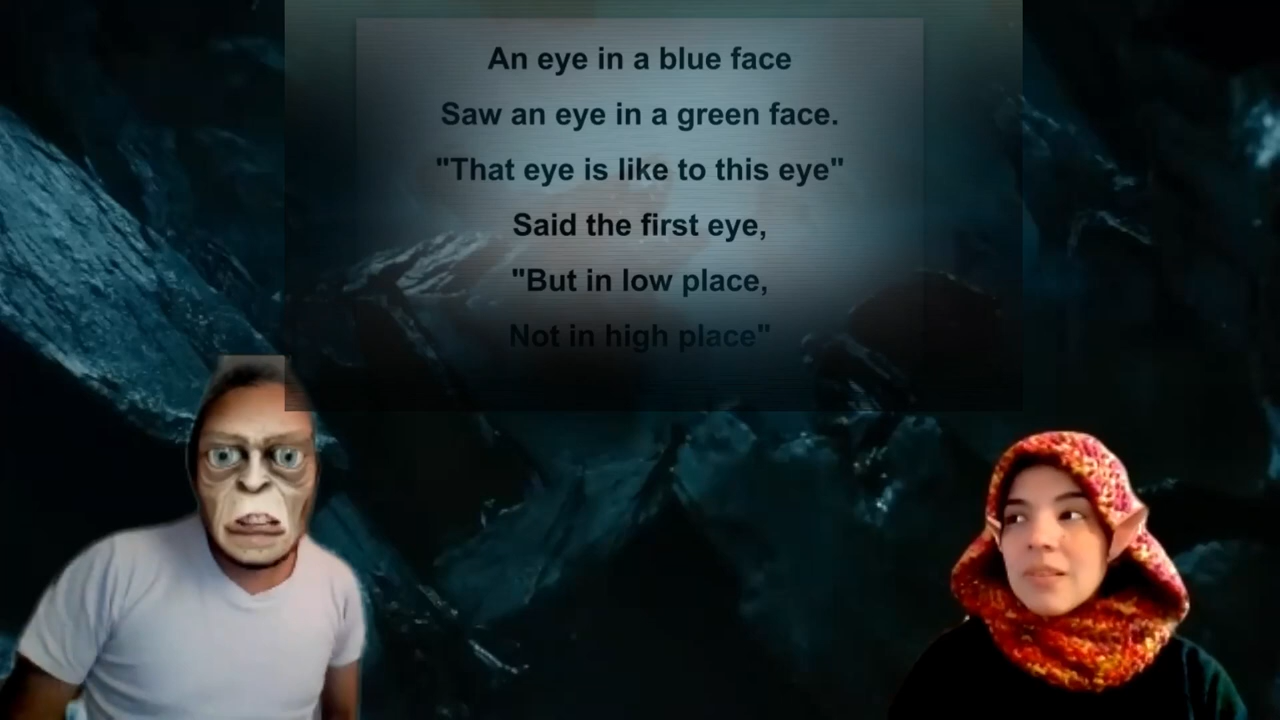 An eye in a blue face
Saw an eye in a green face.
"That eye is like to this eye"
Said the first eye,
"But in low place,
Not in high place"